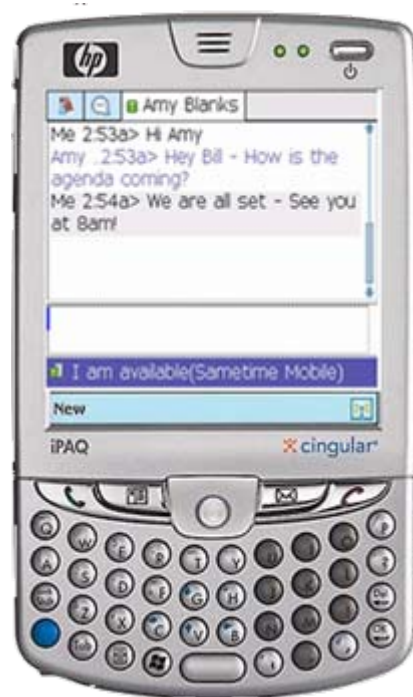 hp
Amy Blanks
Me 2:53a> Hi Amy
Amy .2:53a> Hey Bill - How is the
agenda coming?
Me 2:54a> We are all set - See you
at 8am!
I am available(Sametime Mobile)
New
iPAQ
cingular
Q W E R T Y
A S D F G H
Z X C V B N M
Tab